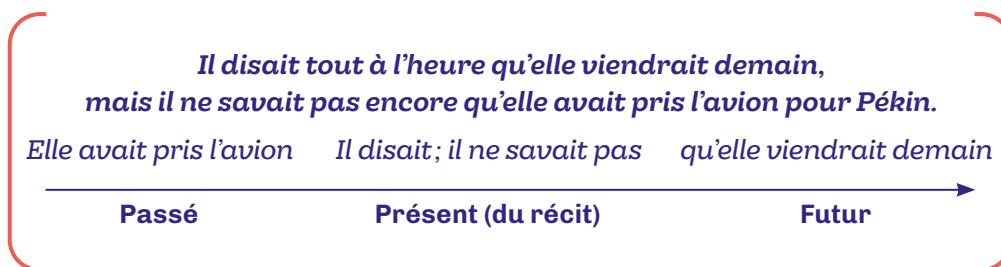 Il disait tout à l’heure qu’elle viendrait demain,
mais il ne savait pas encore qu’elle avait pris l’avion pour Pékin.
Elle avait pris l’avion Il disait ; il ne savait pas qu’elle viendrait demain
Passé Présent (du récit) Futur